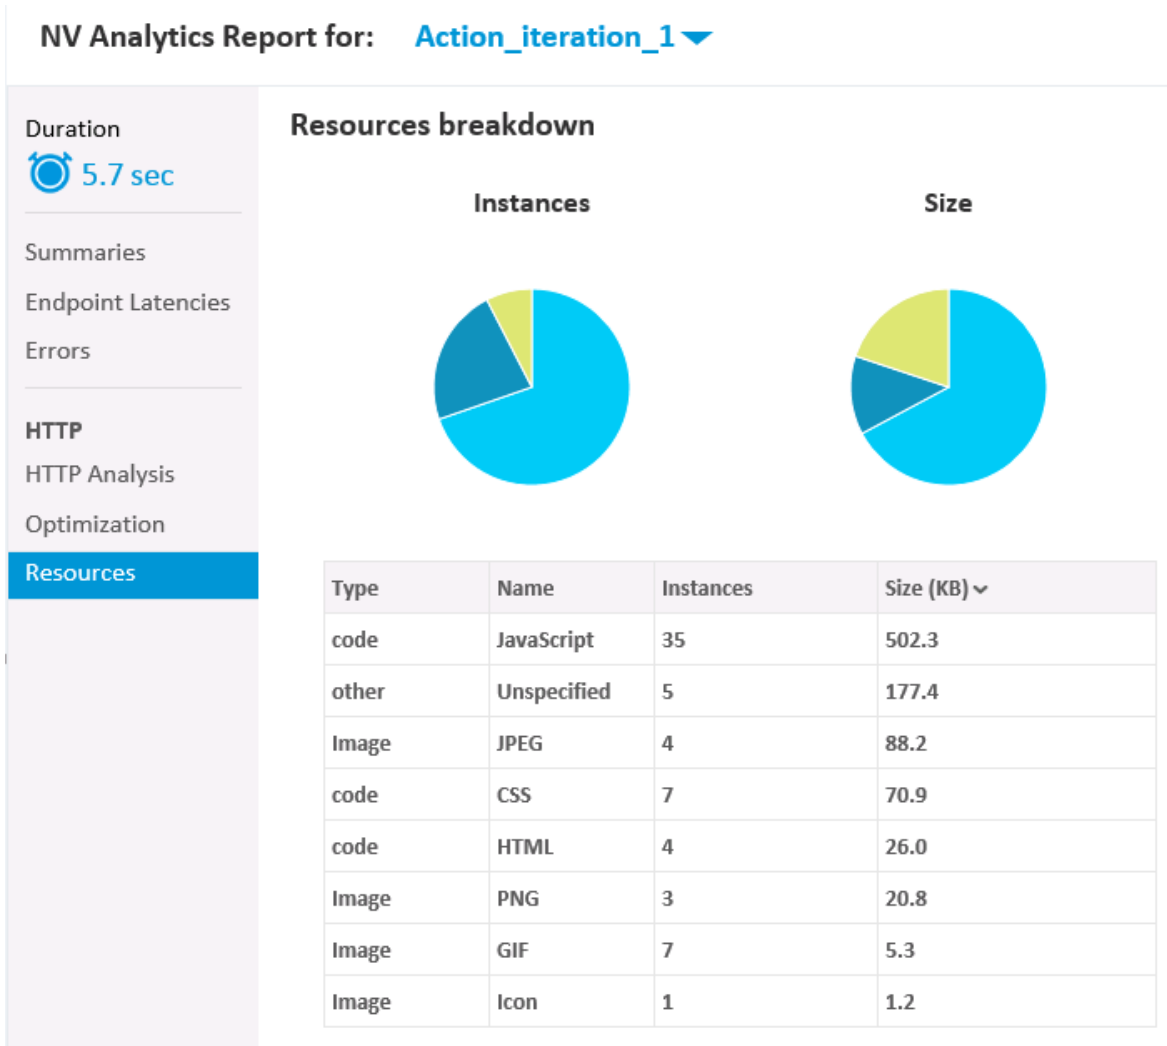 NV Analytics Report for: Action_iteration_1
Duration
5.7 sec
Summaries
Endpoint Latencies
Errors
HTTP
HTTP Analysis
Optimization
Resources
Resources breakdown
Instances Size
Type Name Instances Size (KB)
code JavaScript 35 502.3
other Unspecified 5 177.4
Image JPEG 4 88.2
code CSS 7 70.9
code HTML 4 26.0
Image PNG 3 20.8
Image GIF 7 5.3
Image Icon 1 1.2